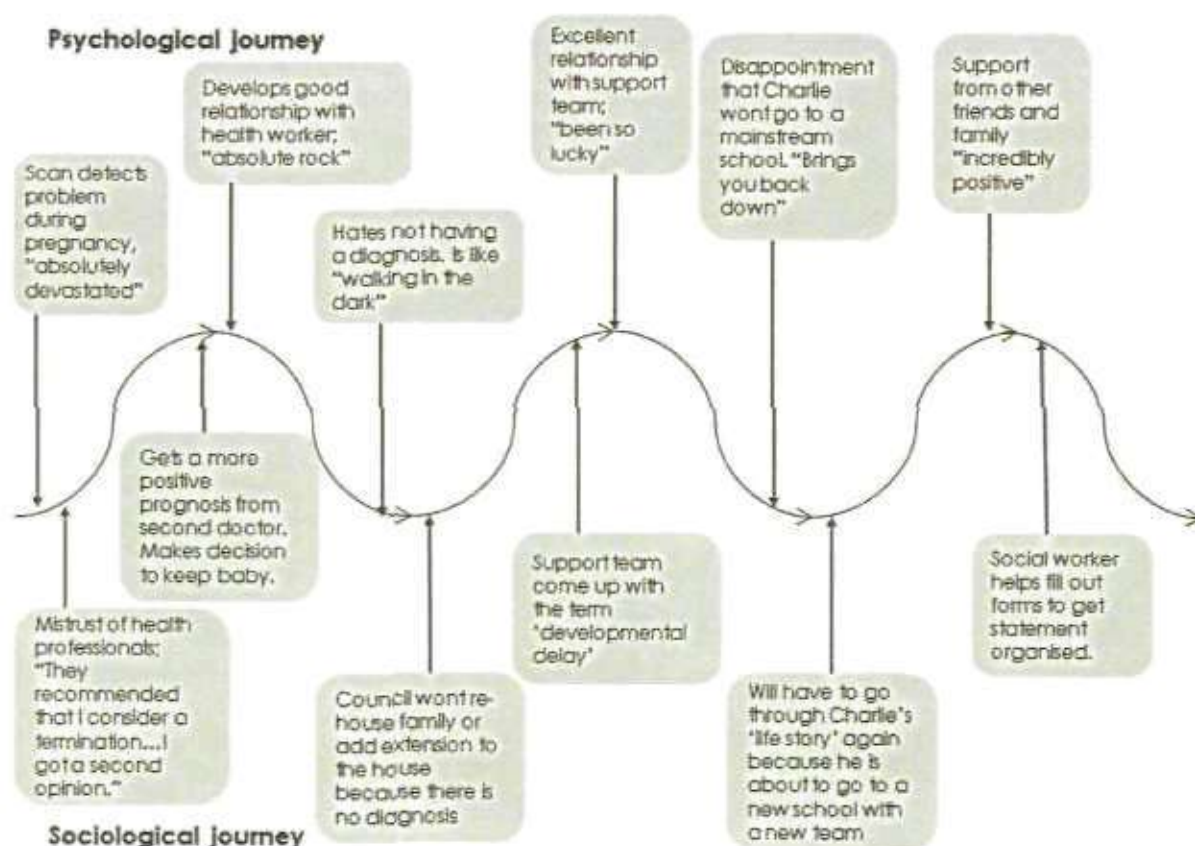 Psychological journey
Scan detects
problem
during
pregnancy,
"absolutely
devastated"
Develops good
relationship with
health worker;
"absolute rock"
Hates not having
a diagnosis. Is like
"walking in the
dark"
Excellent
relationship
with support
team;
"been so
lucky"
Disappointment
that Charlie
wont go to a
mainstream
school. "Brings
you back
down"
Support
from other
friends and
family
"incredibly
positive"
Mistrust of health
professionals;
"They
recommended
that I consider a
termination...I
got a second
opinion."
Gets a more
positive
prognosis from
second doctor.
Makes decision
to keep baby.
Council wont re-
house family or
add extension to
the house
because there is
no diagnosis
Support team
come up with
the term
'developmental
delay'
Will have to go
through Charlie's
'life story' again
because he is
about to go to a
new school with
a new team
Social worker
helps fill out
forms to get
statement
organised.
Sociological journey